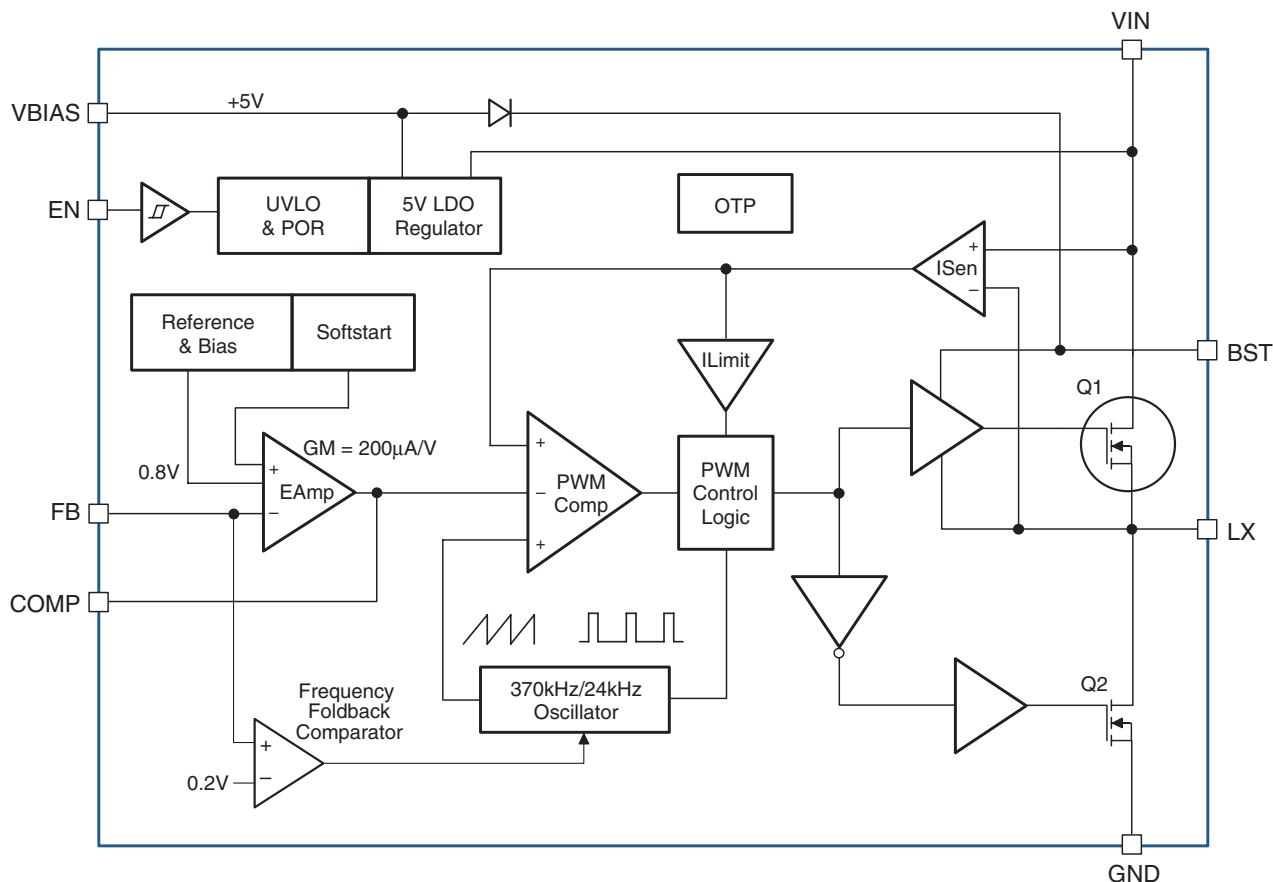 VIN
VBIAS
+5V
EN
UVLO
& POR
5V LDO
Regulator
OTP
+
ISen
−
Reference
& Bias
Softstart
ILimit
BST
Q1
GM = 200µA/V
0.8V
+
EAmp
−
FB
+
PWM
Comp
−
+
PWM
Control
Logic
LX
COMP
370kHz/24kHz
Oscillator
Frequency
Foldback
Comparator
+
0.2V
−
Q2
GND